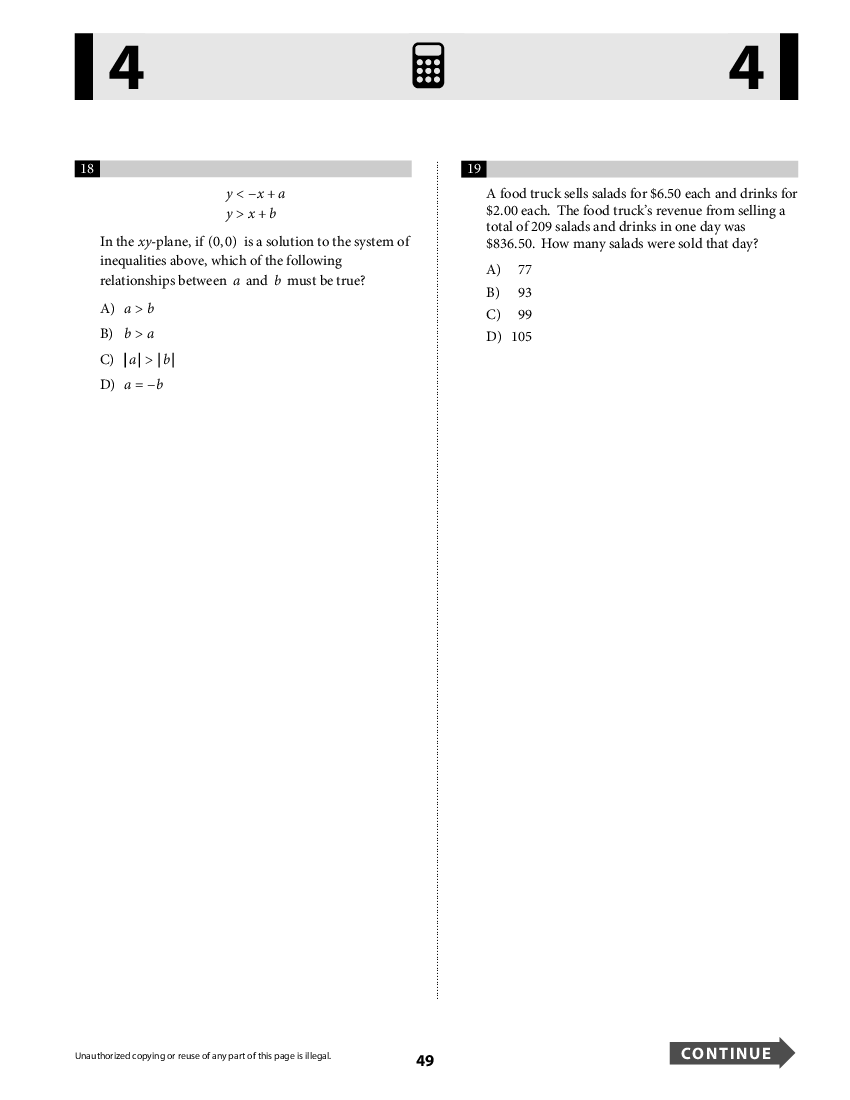 4
4
18
y < −x + a
y > x + b
In the xy-plane, if (0,0) is a solution to the system of
inequalities above, which of the following
relationships between a and b must be true?
A) a > b
B) b > a
C) |a| > |b|
D) a = −b
19
A food truck sells salads for $6.50 each and drinks for
$2.00 each. The food truck’s revenue from selling a
total of 209 salads and drinks in one day was
$836.50. How many salads were sold that day?
A) 77
B) 93
C) 99
D) 105
Unauthorized copying or reuse of any part of this page is illegal.
49
CONTINUE